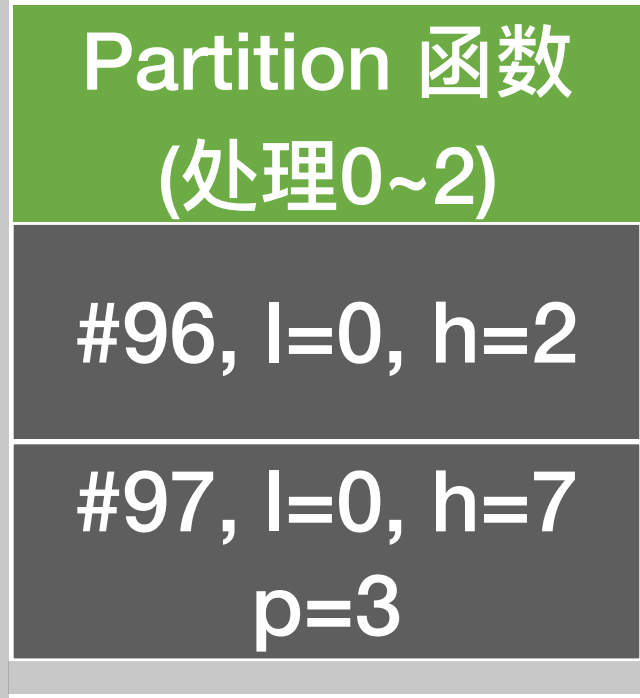 Partition 函数
(处理0~2)
#96, l=0, h=2
#97, l=0, h=7
p=3